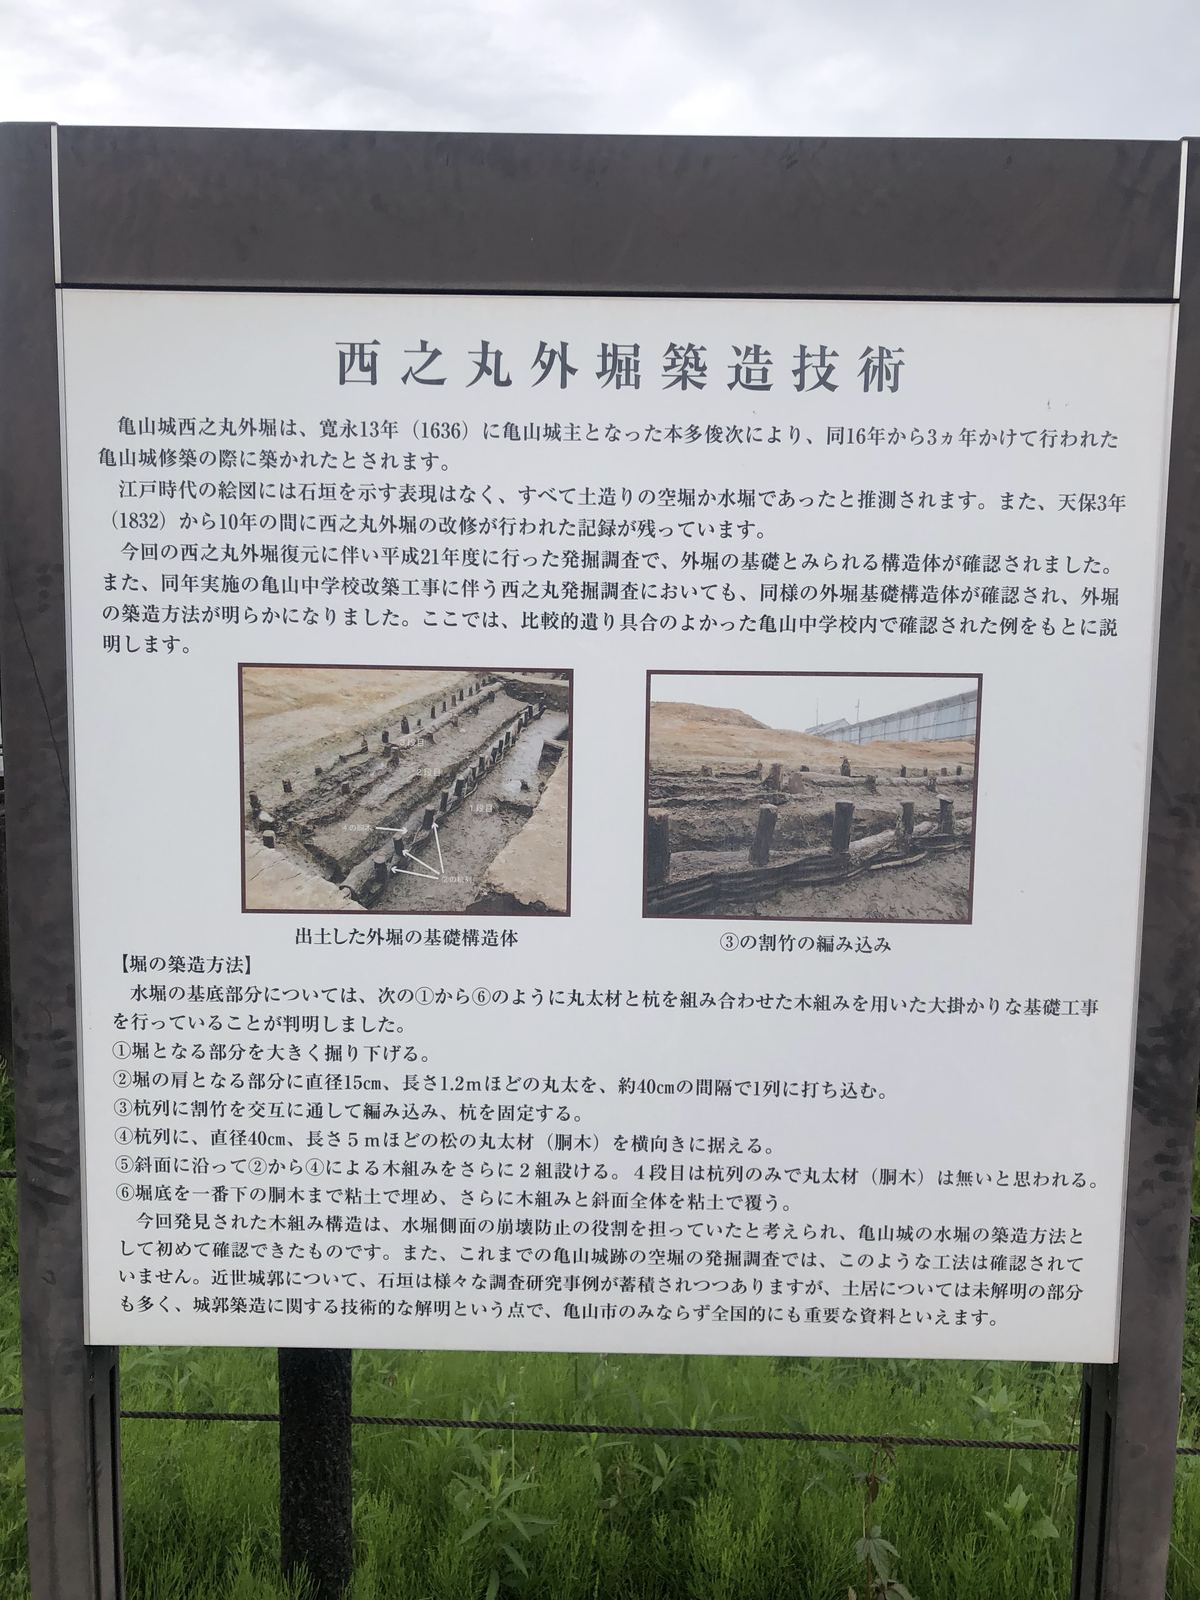 西之丸外堀築造技術
亀山城西之丸外堀は、寛永13年（1636）に亀山城主となった本多俊次により、同16年から3ヵ年かけて行われた
亀山城修築の際に築かれたとされます。
江戸時代の絵図には石垣を示す表現はなく、すべて土造りの空堀か水堀であったと推測されます。また、天保3年
（1832）から10年の間に西之丸外堀の改修が行われた記録が残っています。
今回の西之丸外堀復元に伴い平成21年度に行った発掘調査で、外堀の基礎とみられる構造体が確認されました。
また、同年実施の亀山中学校改築工事に伴う西之丸発掘調査においても、同様の外堀基礎構造体が確認され、外堀
の築造方法が明らかになりました。ここでは、比較的遺り具合のよかった亀山中学校内で確認された例をもとに説
明します。
3段目
2段目
1段目
④の胴木
②の杭列
出土した外堀の基礎構造体
③の割竹の編み込み
【堀の築造方法】
水堀の基底部分については、次の①から⑥のように丸太材と杭を組み合わせた木組みを用いた大掛かりな基礎工事
を行っていることが判明しました。
①堀となる部分を大きく掘り下げる。
②堀の肩となる部分に直径15㎝、長さ1.2ｍほどの丸太を、約40㎝の間隔で1列に打ち込む。
③杭列に割竹を交互に通して編み込み、杭を固定する。
④杭列に、直径40㎝、長さ５ｍほどの松の丸太材（胴木）を横向きに据える。
⑤斜面に沿って②から④による木組みをさらに２組設ける。４段目は杭列のみで丸太材（胴木）は無いと思われる。
⑥堀底を一番下の胴木まで粘土で埋め、さらに木組みと斜面全体を粘土で覆う。
今回発見された木組み構造は、水堀側面の崩壊防止の役割を担っていたと考えられ、亀山城の水堀の築造方法と
して初めて確認できたものです。また、これまでの亀山城跡の空堀の発掘調査では、このような工法は確認されて
いません。近世城郭について、石垣は様々な調査研究事例が蓄積されつつありますが、土居については未解明の部分
も多く、城郭築造に関する技術的な解明という点で、亀山市のみならず全国的にも重要な資料といえます。